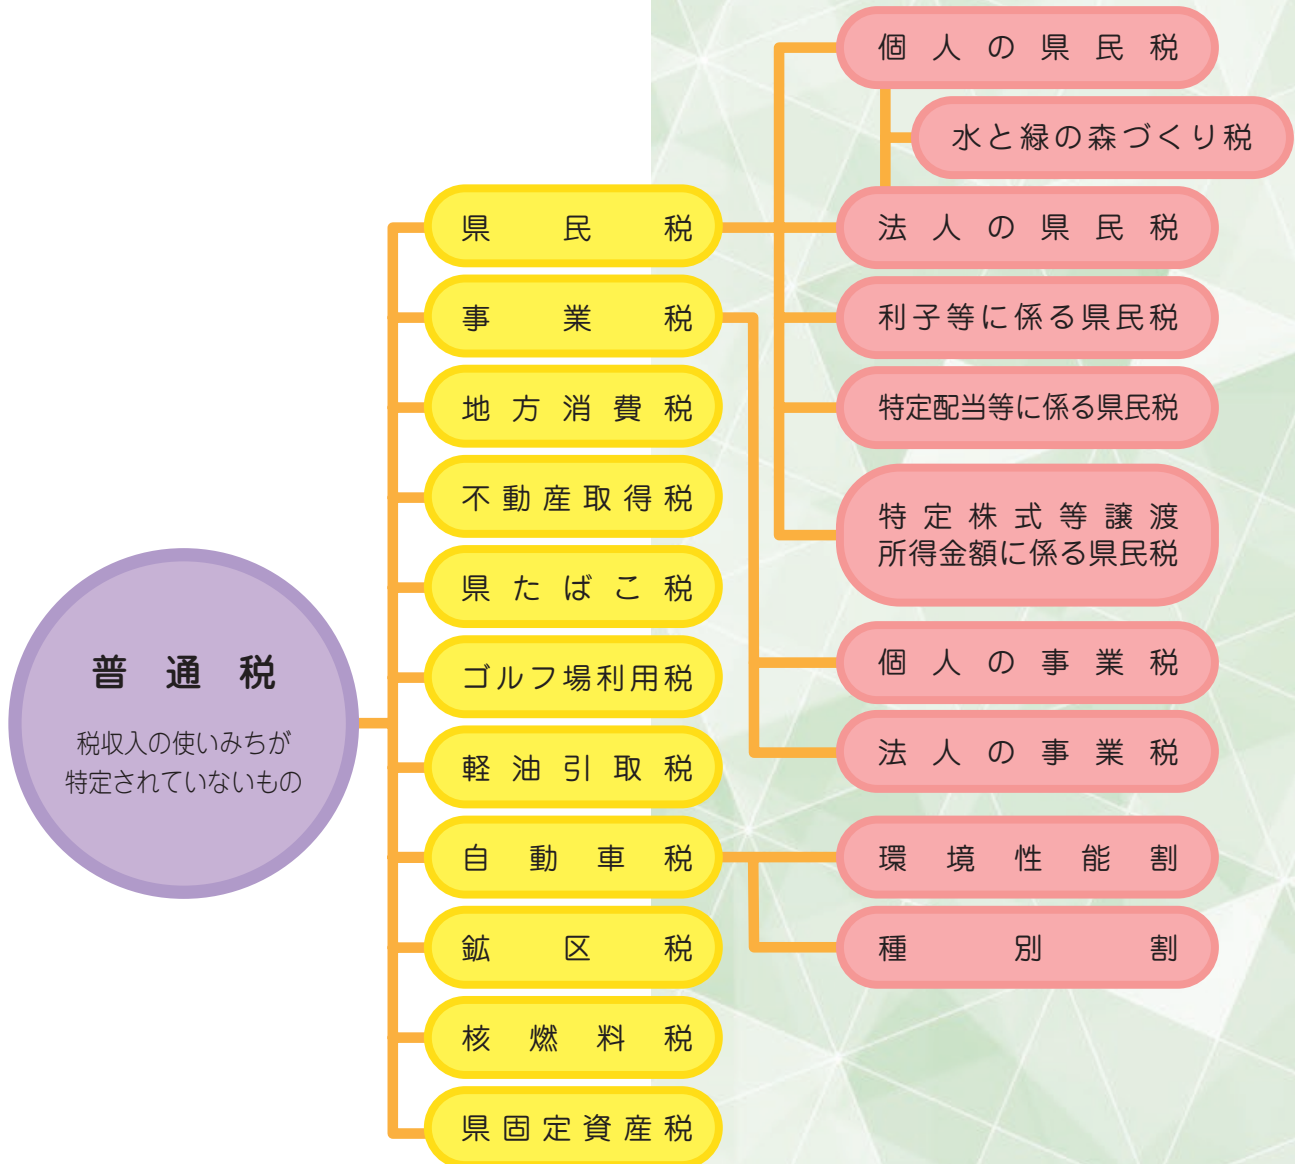 普通税
税収入の使いみちが
特定されていないもの
県民税
事業税
地方消費税
不動産取得税
県たばこ税
ゴルフ場利用税
軽油引取税
自動車税
鉱区税
核燃料税
県固定資産税
個人の県民税
水と緑の森づくり税
法人の県民税
利子等に係る県民税
特定配当等に係る県民税
特定株式等譲渡
所得金額に係る県民税
個人の事業税
法人の事業税
環境性能割
種別割